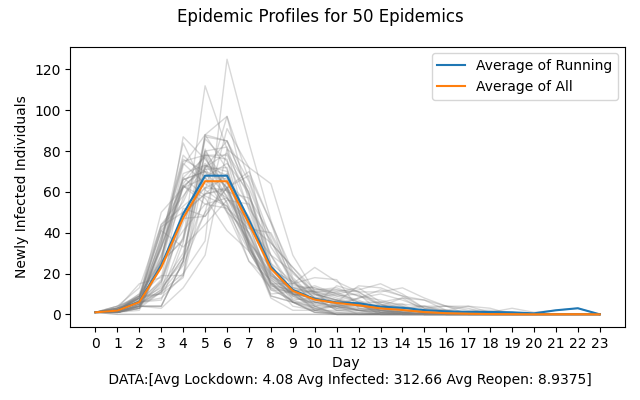 Epidemic Profiles for 50 Epidemics
Average of Running
Average of All
Newly Infected Individuals
120
100
80
60
40
20
0
0 1 2 3 4 5 6 7 8 9 10 11 12 13 14 15 16 17 18 19 20 21 22 23
Day
DATA:[Avg Lockdown: 4.08 Avg Infected: 312.66 Avg Reopen: 8.9375]